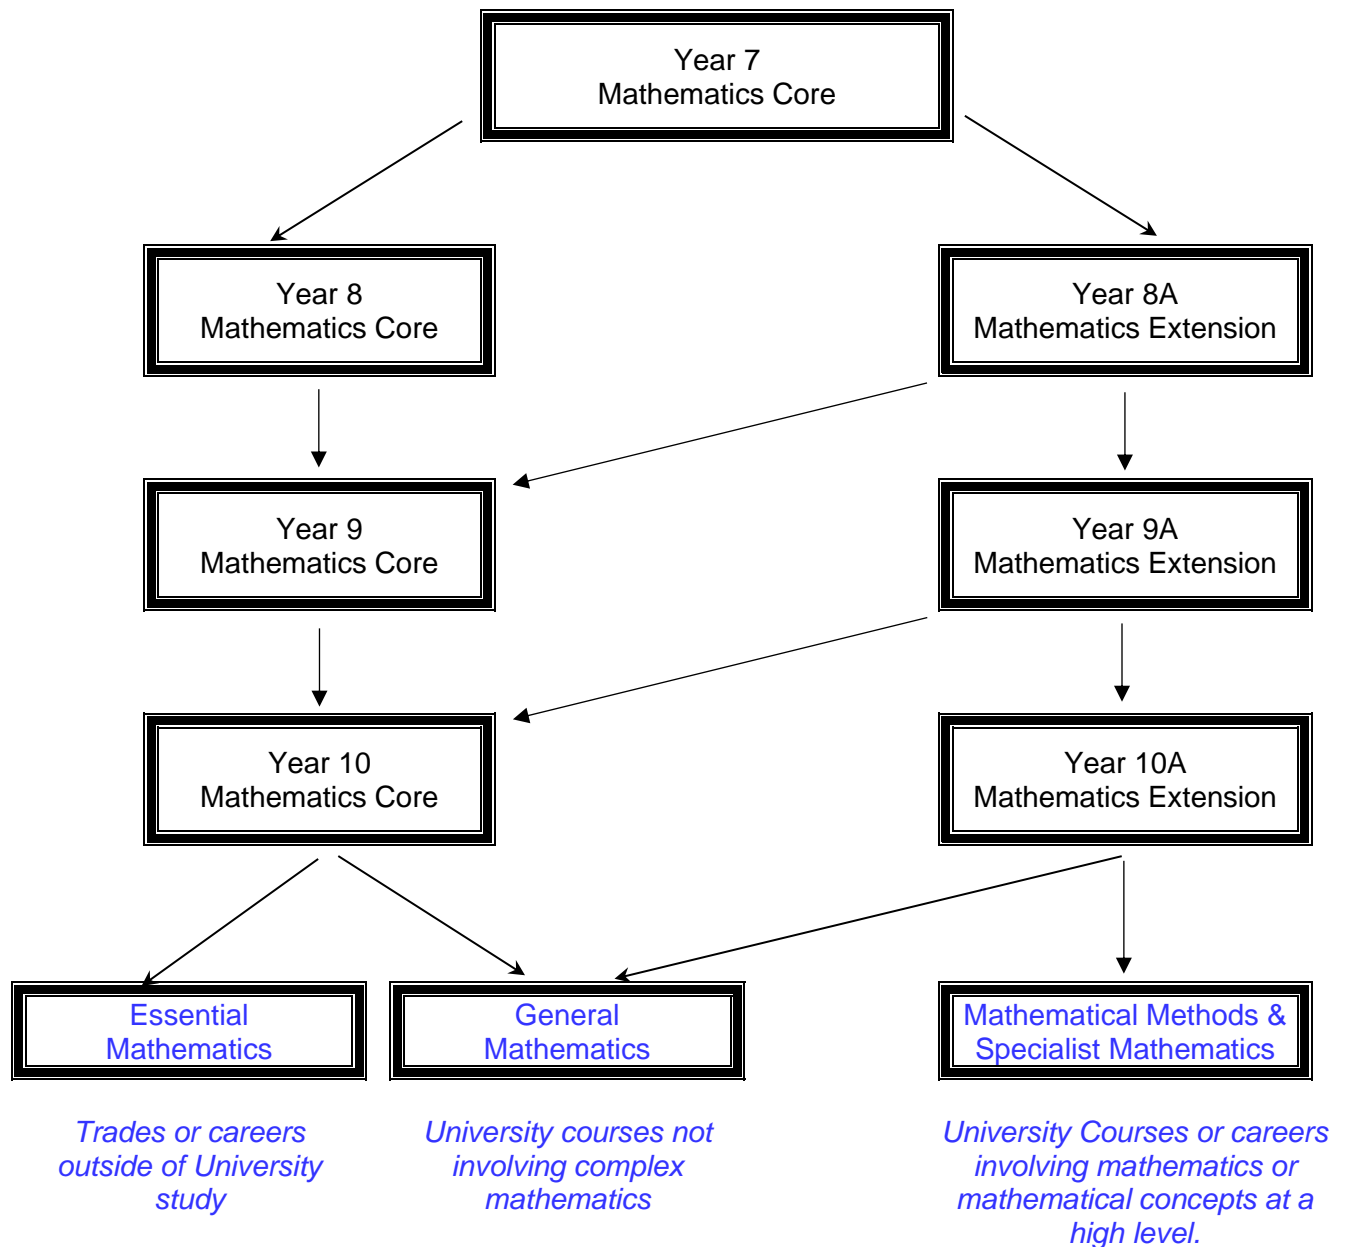 Year 7
Mathematics Core
Year 8
Mathematics Core
Year 8A
Mathematics Extension
Year 9
Mathematics Core
Year 9A
Mathematics Extension
Year 10
Mathematics Core
Year 10A
Mathematics Extension
Essential
Mathematics
General
Mathematics
Mathematical Methods &
Specialist Mathematics
Trades or careers
outside of University
study
University courses not
involving complex
mathematics
University Courses or careers
involving mathematics or
mathematical concepts at a
high level.